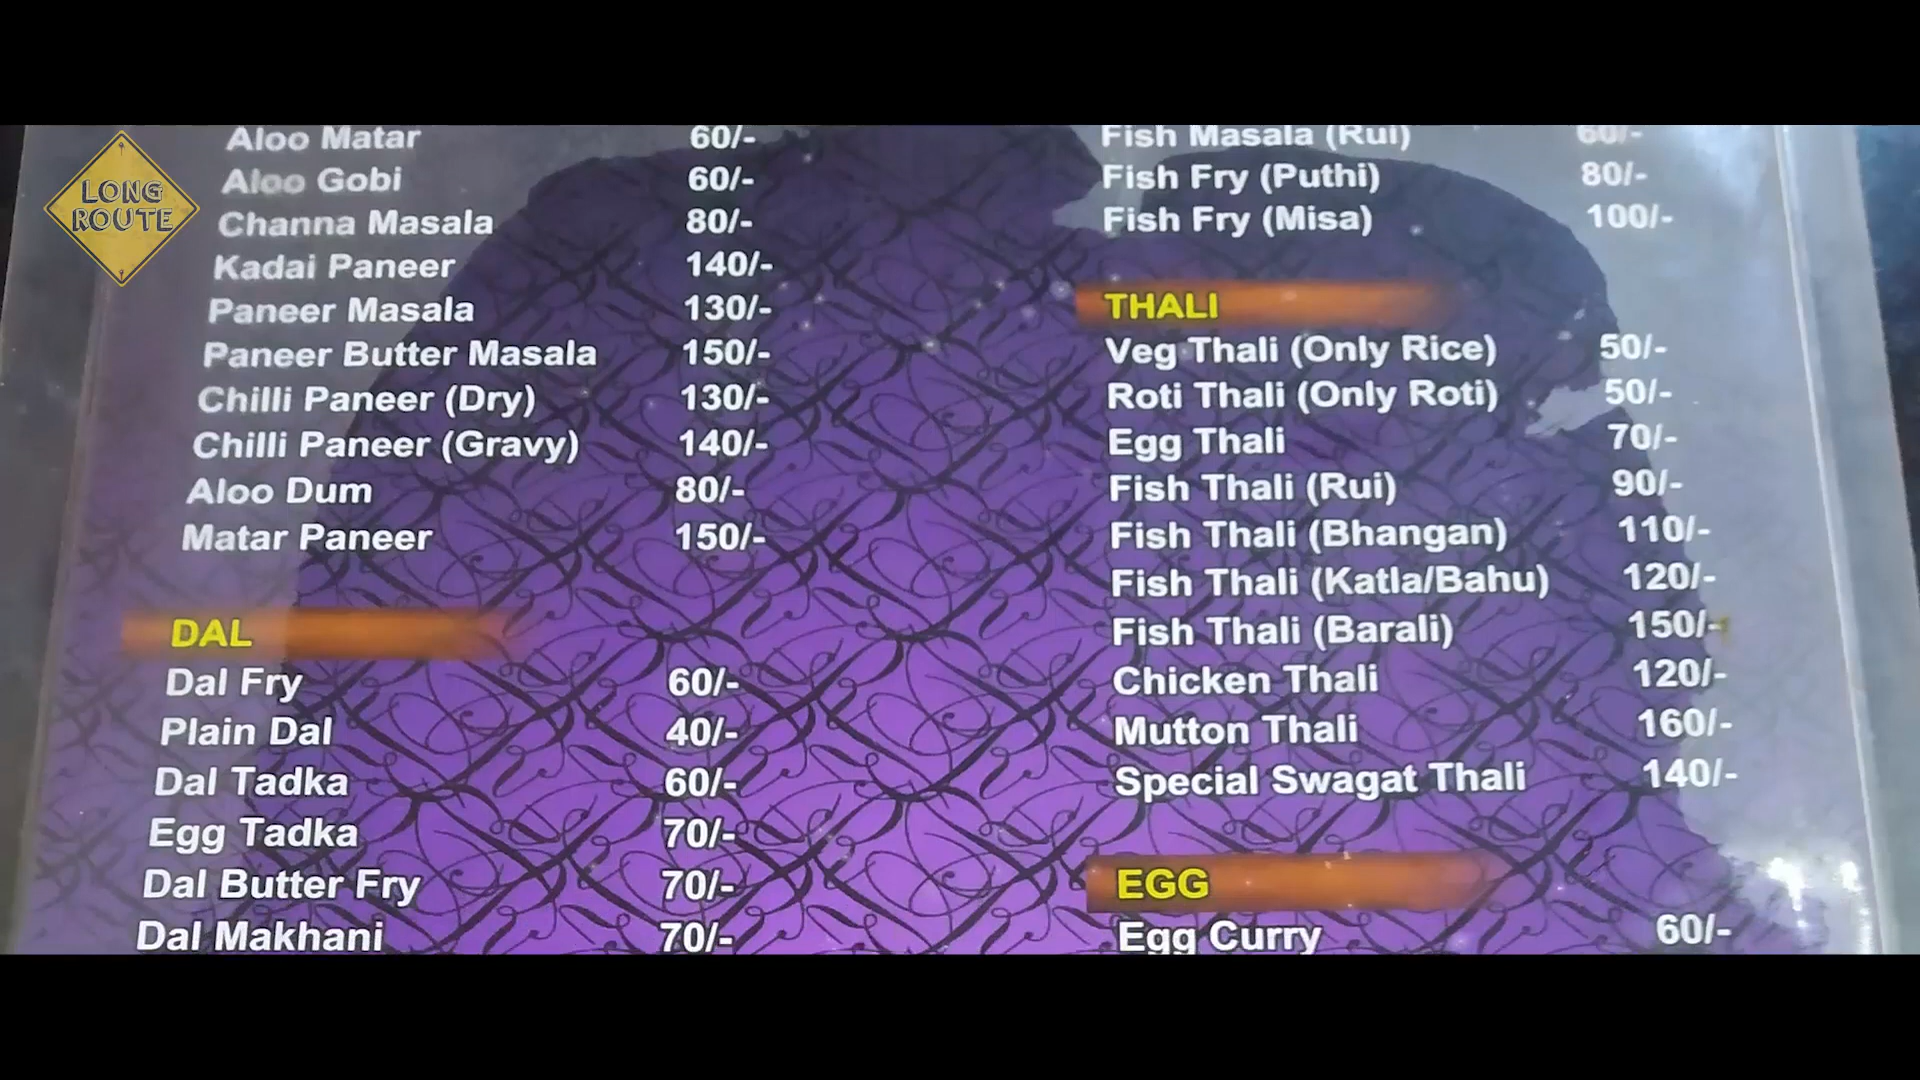 LONG
ROUTE
Aloo Matar 60/-
Aloo Gobi 60/-
Channa Masala 80/-
Kadai Paneer 140/-
Paneer Masala 130/-
Paneer Butter Masala 150/-
Chilli Paneer (Dry) 130/-
Chilli Paneer (Gravy) 140/-
Aloo Dum 80/-
Matar Paneer 150/-
DAL
Dal Fry 60/-
Plain Dal 40/-
Dal Tadka 60/-
Egg Tadka 70/-
Dal Butter Fry 70/-
Dal Makhani 70/-
Fish Masala (Rui) 60/-
Fish Fry (Puthi) 80/-
Fish Fry (Misa) 100/-
THALI
Veg Thali (Only Rice) 50/-
Roti Thali (Only Roti) 50/-
Egg Thali 70/-
Fish Thali (Rui) 90/-
Fish Thali (Bhangan) 110/-
Fish Thali (Katla/Bahu) 120/-
Fish Thali (Barali) 150/-
Chicken Thali 120/-
Mutton Thali 160/-
Special Swagat Thali 140/-
EGG
Egg Curry 60/-